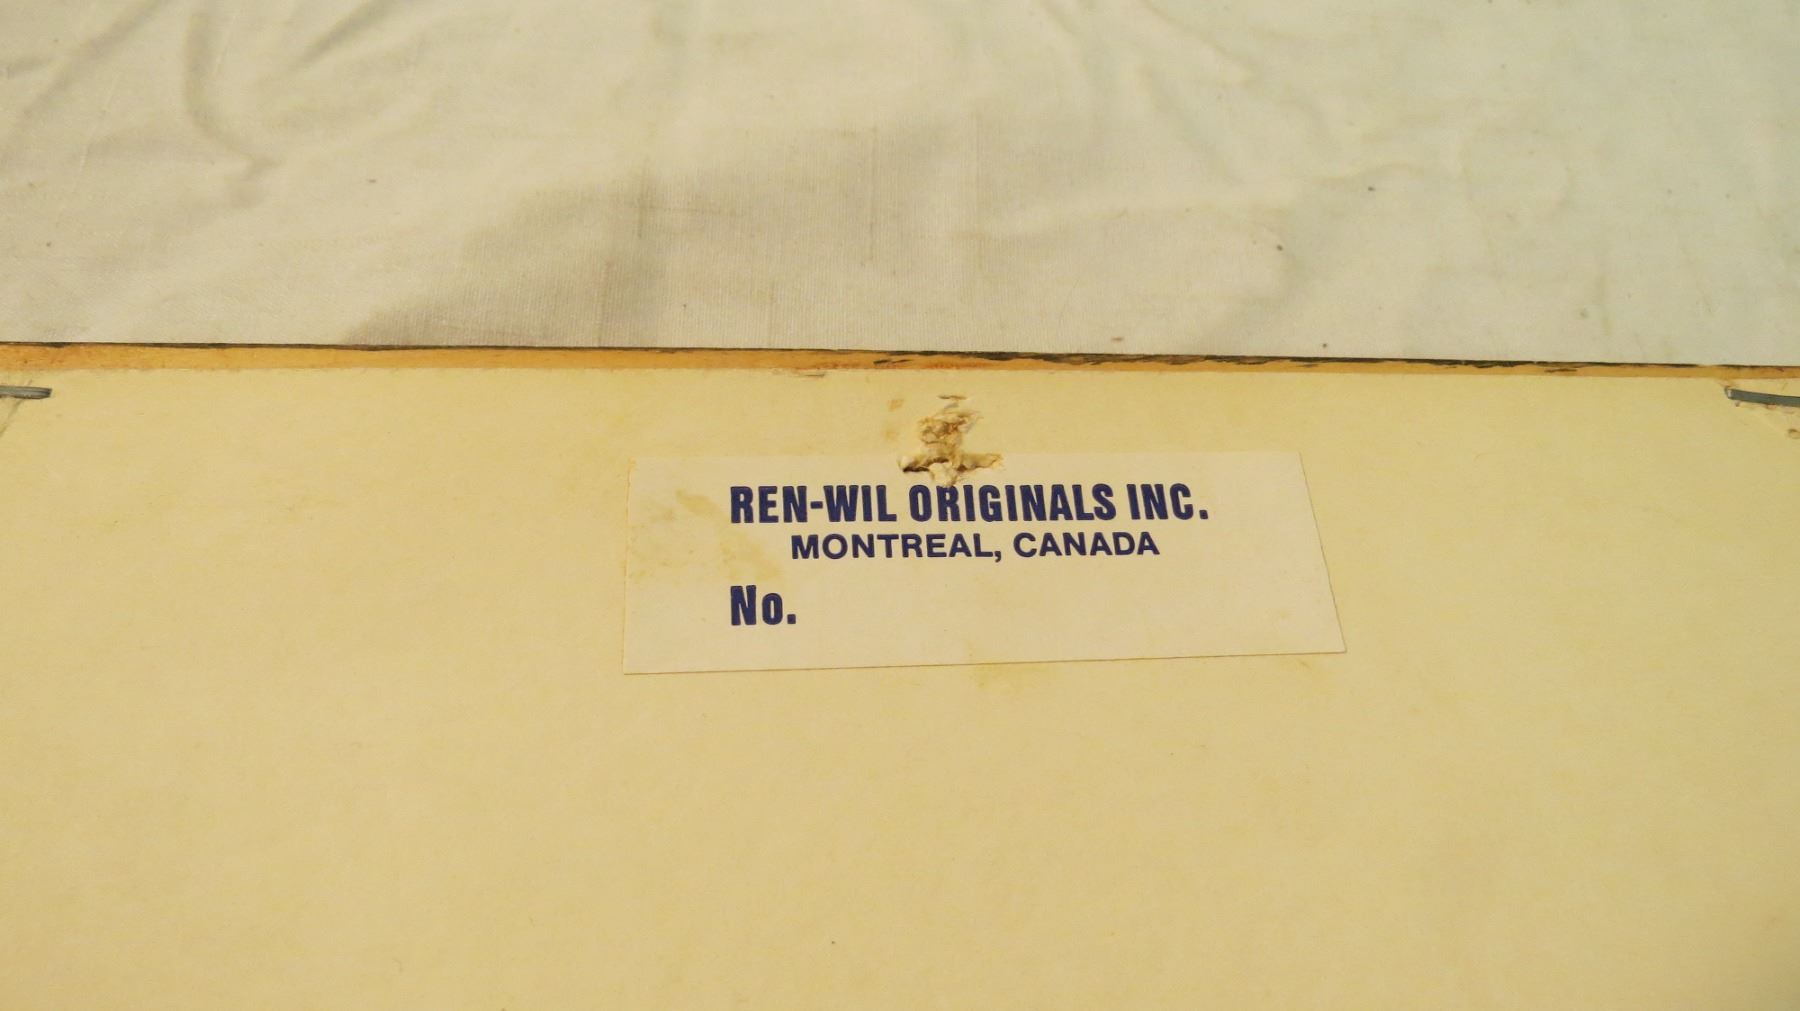 REN-WIL ORIGINALS INC.
MONTREAL, CANADA
No.